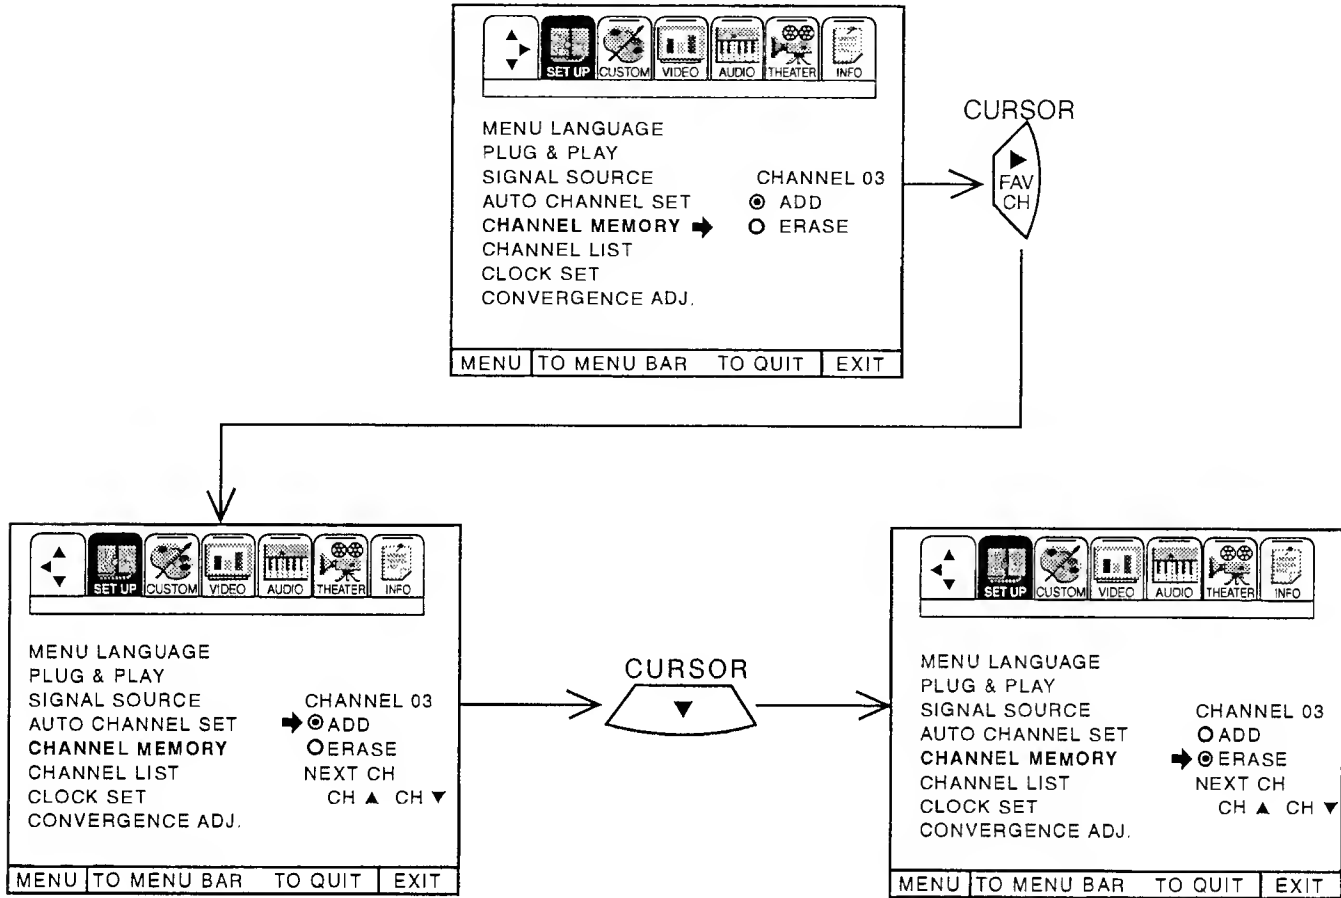 SET UP CUSTOM VIDEO AUDIO THEATER INFO
MENU LANGUAGE
PLUG & PLAY
SIGNAL SOURCE CHANNEL 03
AUTO CHANNEL SET ADD
CHANNEL MEMORY ERASE
CHANNEL LIST
CLOCK SET
CONVERGENCE ADJ.
MENU TO MENU BAR TO QUIT EXIT
CURSOR
FAV
CH
SET UP CUSTOM VIDEO AUDIO THEATER INFO
MENU LANGUAGE
PLUG & PLAY
SIGNAL SOURCE CHANNEL 03
AUTO CHANNEL SET ADD
CHANNEL MEMORY ERASE
CHANNEL LIST NEXT CH
CLOCK SET CH ▲ CH ▼
CONVERGENCE ADJ.
MENU TO MENU BAR TO QUIT EXIT
CURSOR
SET UP CUSTOM VIDEO AUDIO THEATER INFO
MENU LANGUAGE
PLUG & PLAY
SIGNAL SOURCE CHANNEL 03
AUTO CHANNEL SET ADD
CHANNEL MEMORY ERASE
CHANNEL LIST NEXT CH
CLOCK SET CH ▲ CH ▼
CONVERGENCE ADJ.
MENU TO MENU BAR TO QUIT EXIT